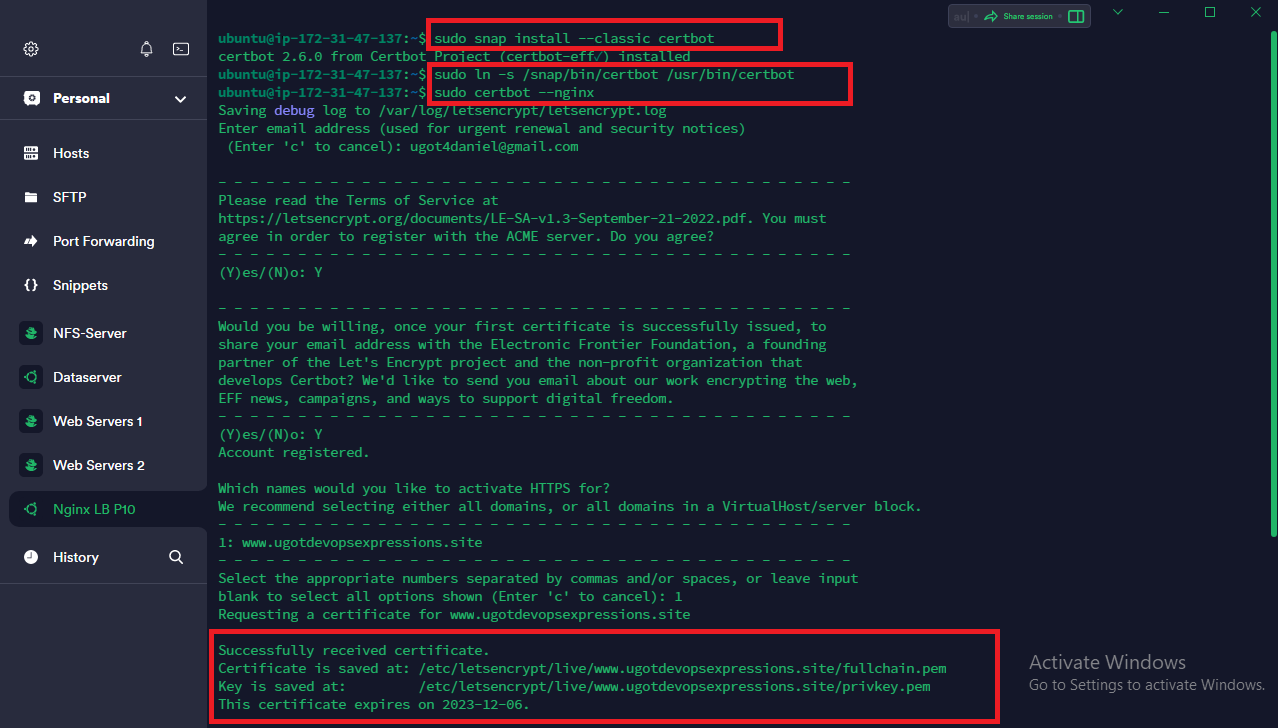 au|
Share session
Personal
Hosts
SFTP
Port Forwarding
Snippets
NFS-Server
Dataserver
Web Servers 1
Web Servers 2
Nginx LB P10
History
ubuntu@ip-172-31-47-137:~$ sudo snap install --classic certbot
certbot 2.6.0 from Certbot Project (certbot-eff✓) installed
ubuntu@ip-172-31-47-137:~$ sudo ln -s /snap/bin/certbot /usr/bin/certbot
ubuntu@ip-172-31-47-137:~$ sudo certbot --nginx
Saving debug log to /var/log/letsencrypt/letsencrypt.log
Enter email address (used for urgent renewal and security notices)
(Enter 'c' to cancel): ugot4daniel@gmail.com
- - - - - - - - - - - - - - - - - - - - - - - - - - - - - - - - - - - - - - - -
Please read the Terms of Service at
https://letsencrypt.org/documents/LE-SA-v1.3-September-21-2022.pdf. You must
agree in order to register with the ACME server. Do you agree?
- - - - - - - - - - - - - - - - - - - - - - - - - - - - - - - - - - - - - - - -
(Y)es/(N)o: Y
- - - - - - - - - - - - - - - - - - - - - - - - - - - - - - - - - - - - - - - -
Would you be willing, once your first certificate is successfully issued, to
share your email address with the Electronic Frontier Foundation, a founding
partner of the Let's Encrypt project and the non-profit organization that
develops Certbot? We'd like to send you email about our work encrypting the web,
EFF news, campaigns, and ways to support digital freedom.
- - - - - - - - - - - - - - - - - - - - - - - - - - - - - - - - - - - - - - - -
(Y)es/(N)o: Y
Account registered.
Which names would you like to activate HTTPS for?
We recommend selecting either all domains, or all domains in a VirtualHost/server block.
- - - - - - - - - - - - - - - - - - - - - - - - - - - - - - - - - - - - - - - -
1: www.ugotdevopsexpressions.site
- - - - - - - - - - - - - - - - - - - - - - - - - - - - - - - - - - - - - - - -
Select the appropriate numbers separated by commas and/or spaces, or leave input
blank to select all options shown (Enter 'c' to cancel): 1
Requesting a certificate for www.ugotdevopsexpressions.site
Successfully received certificate.
Certificate is saved at: /etc/letsencrypt/live/www.ugotdevopsexpressions.site/fullchain.pem
Key is saved at: /etc/letsencrypt/live/www.ugotdevopsexpressions.site/privkey.pem
This certificate expires on 2023-12-06.
Activate Windows
Go to Settings to activate Windows.